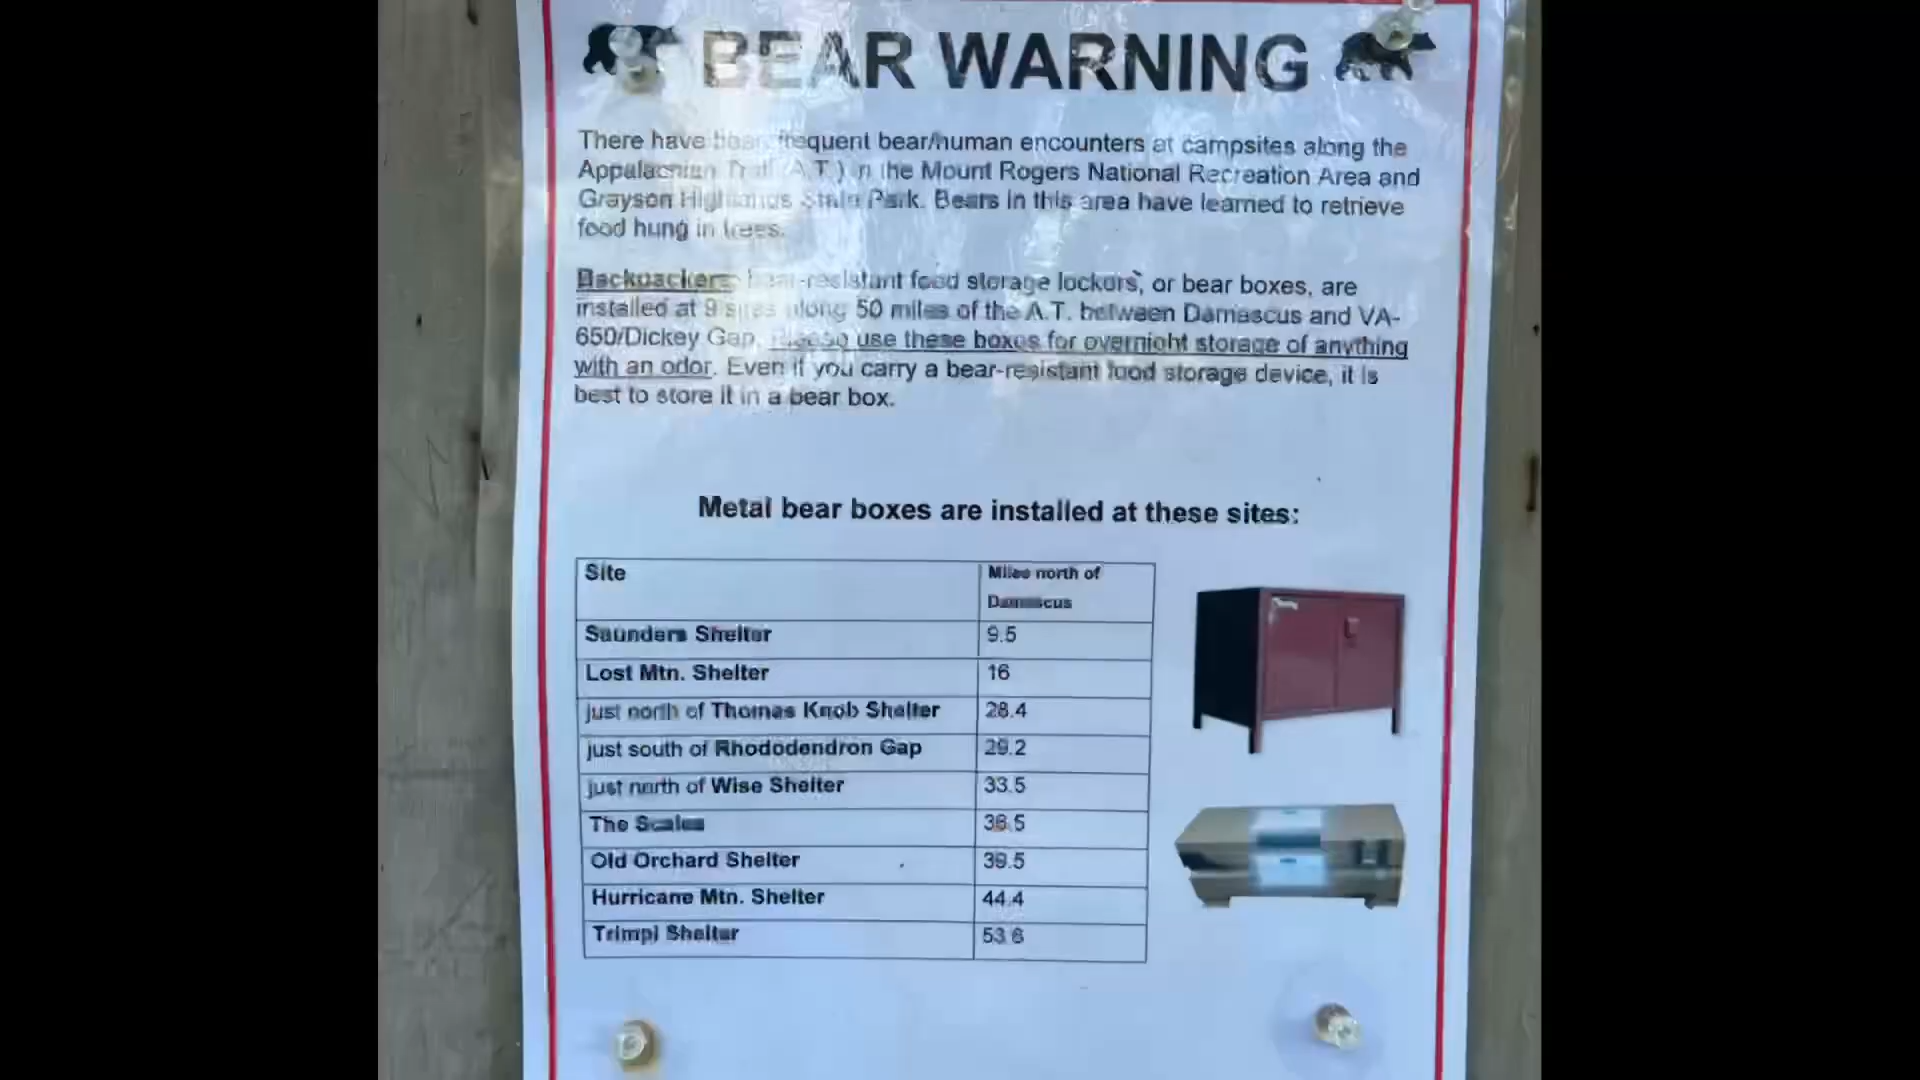 BEAR WARNING
There have been frequent bear/human encounters at campsites along the
Appalachian Trail (A.T.) in the Mount Rogers National Recreation Area and
Grayson Highlands State Park. Bears in this area have learned to retrieve
food hung in trees.
Backpackers: bear-resistant food storage lockers, or bear boxes, are
installed at 9 sites along 50 miles of the A.T. between Damascus and VA-
650/Dickey Gap. Please use these boxes for overnight storage of anything
with an odor. Even if you carry a bear-resistant food storage device, it is
best to store it in a bear box.
Metal bear boxes are installed at these sites:
Site Miles north of
Damascus
Saunders Shelter 9.5
Lost Mtn. Shelter 16
just north of Thomas Knob Shelter 28.4
just south of Rhododendron Gap 29.2
just north of Wise Shelter 33.5
The Scales
Old Orchard Shelter 39.5
Hurricane Mtn. Shelter 44.4
Trimpi Shelter